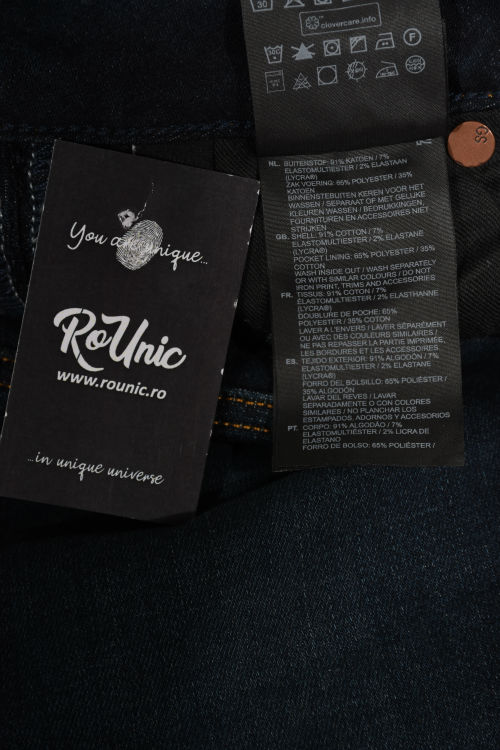 30
clovercare.info
30°C
F
GS
NL. BUITENSTOF: 91% KATOEN / 7%
ELASTOMULTIESTER / 2% ELASTAAN
(LYCRA®)
ZAK VOERING: 65% POLYESTER / 35%
KATOEN
BINNENSTEBUITEN KEREN VOOR HET
WASSEN / SEPARAAT OF MET GELIJKE
KLEUREN WASSEN / BEDRUKKINGEN,
FOURNITUREN EN ACCESSOIRES NIET
STRIJKEN
GB. SHELL: 91% COTTON / 7%
ELASTOMULTIESTER / 2% ELASTANE
(LYCRA®)
POCKET LINING: 65% POLYESTER / 35%
COTTON
WASH INSIDE OUT / WASH SEPARATELY
OR WITH SIMILAR COLOURS / DO NOT
IRON PRINT, TRIMS AND ACCESSORIES
FR. TISSUS: 91% COTON / 7%
ELASTOMULTIESTER / 2% ELASTHANNE
(LYCRA®)
DOUBLURE DE POCHE: 65%
POLYESTER / 35% COTON
LAVER A L'ENVERS / LAVER SÉPARÉMENT
OU AVEC DES COULEURS SIMILAIRES /
NE PAS REPASSER LA PARTIE IMPRIMÉE,
LES BORDURES ET LES ACCESSOIRES
ES. TEJIDO EXTERIOR: 91% ALGODÓN / 7%
ELASTOMULTIESTER / 2% ELASTANE
(LYCRA®)
FORRO DEL BOLSILLO: 65% POLIÉSTER /
35% ALGODÓN
LAVAR DEL REVES / LAVAR
SEPARADAMENTE O CON COLORES
SIMILARES / NO PLANCHAR LOS
ESTAMPADOS, ADORNOS Y ACCESORIOS
PT. CORPO: 91% ALGODÃO / 7%
ELASTOMULTIÉSTER / 2% LICRA DE
ELASTANO
FORRO DE BOLSO: 65% POLIÉSTER /
You are unique...
RoUnic
www.rounic.ro
...in unique universe